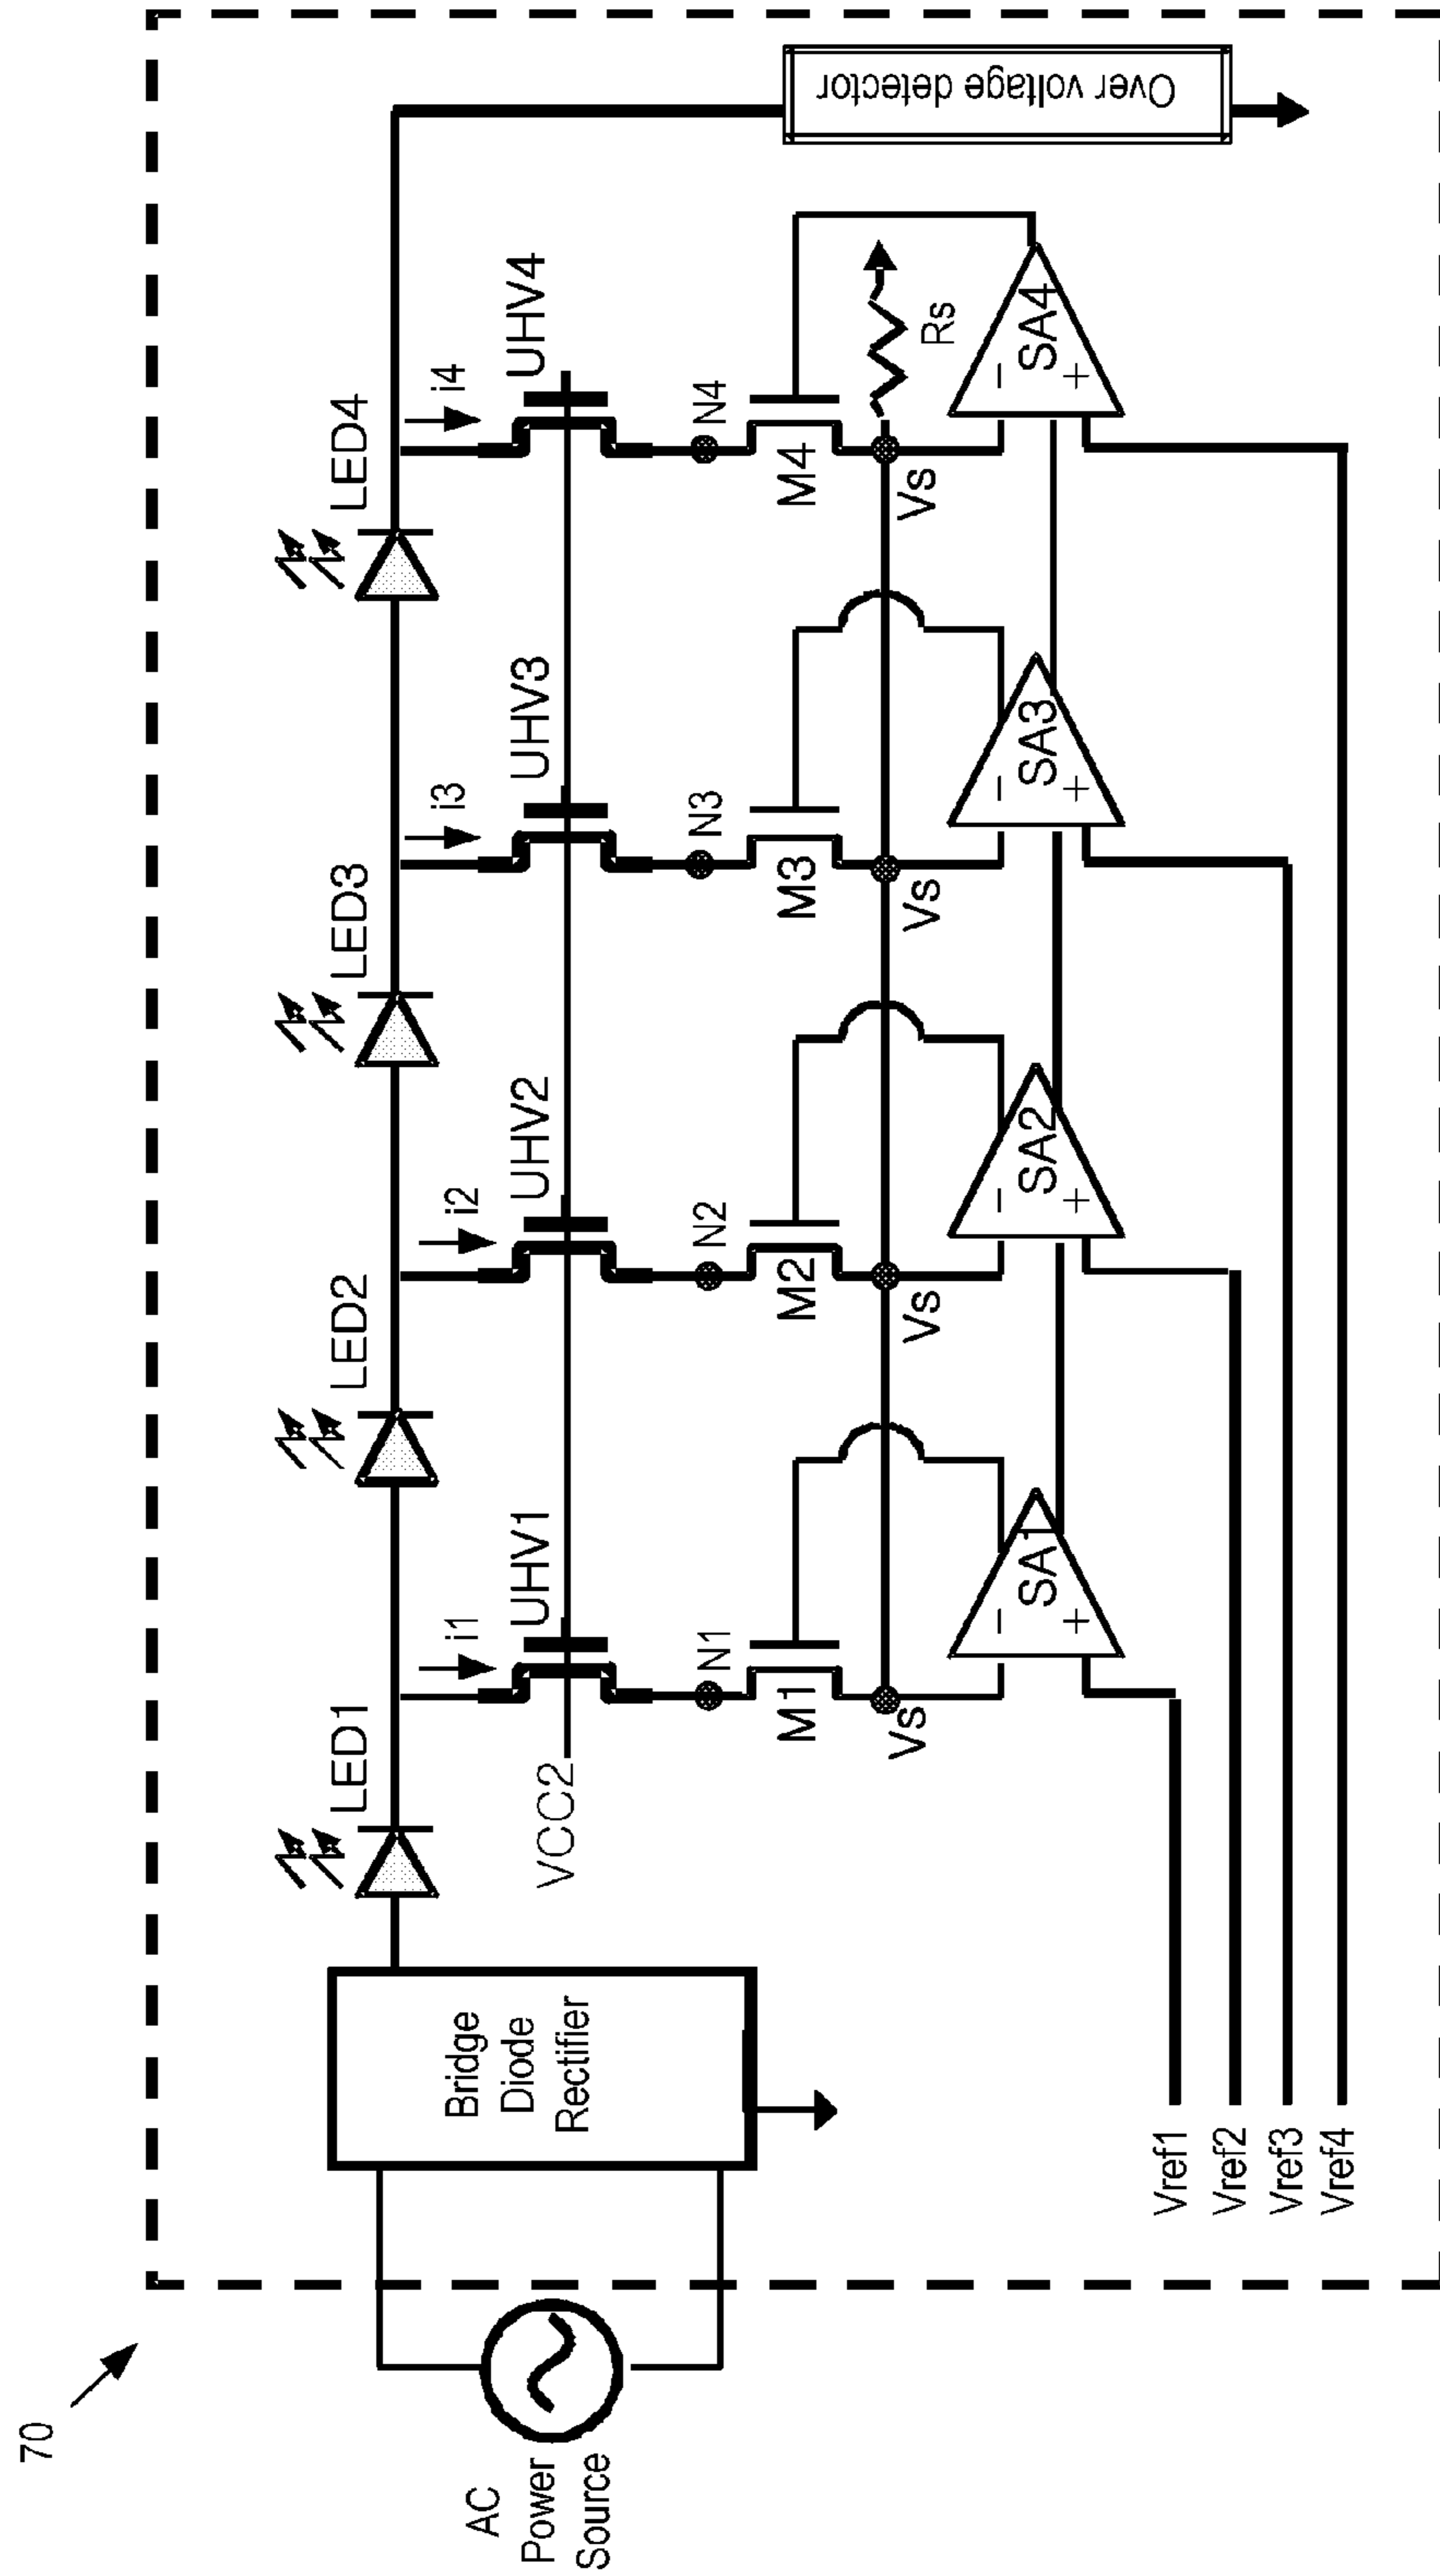 70
AC
Power
Source
Bridge
Diode
Rectifier
LED1
LED2
LED3
LED4
i1
i2
i3
i4
UHV1
UHV2
UHV3
UHV4
VCC2
N1
N2
N3
N4
M1
M2
M3
M4
Vs
Vs
Vs
Vs
Rs
Over voltage detector
− SA1 +
− SA2 +
− SA3 +
− SA4 +
Vref1
Vref2
Vref3
Vref4